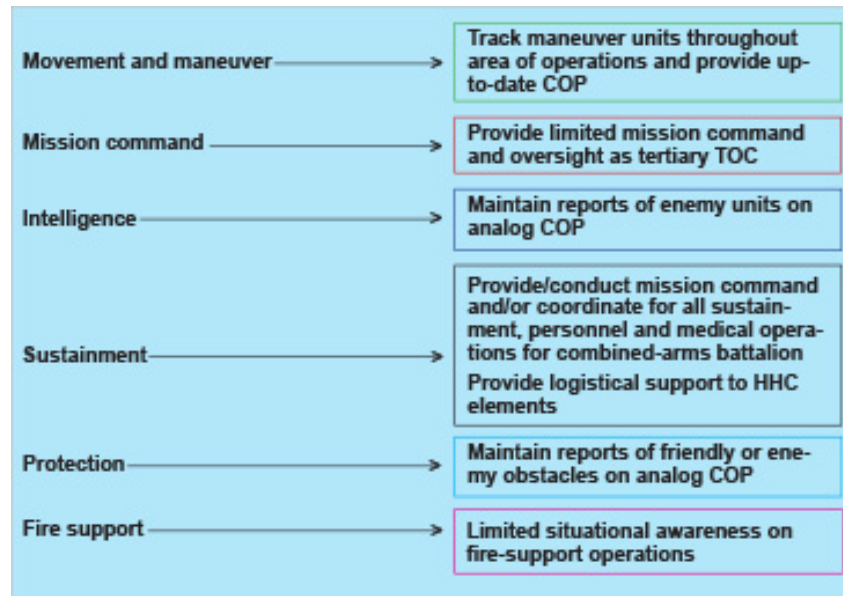 Movement and maneuver
Track maneuver units throughout
area of operations and provide up-
to-date COP
Mission command
Provide limited mission command
and oversight as tertiary TOC
Intelligence
Maintain reports of enemy units on
analog COP
Sustainment
Provide/conduct mission command
and/or coordinate for all sustain-
ment, personnel and medical opera-
tions for combined-arms battalion
Provide logistical support to HHC
elements
Protection
Maintain reports of friendly or ene-
my obstacles on analog COP
Fire support
Limited situational awareness on
fire-support operations